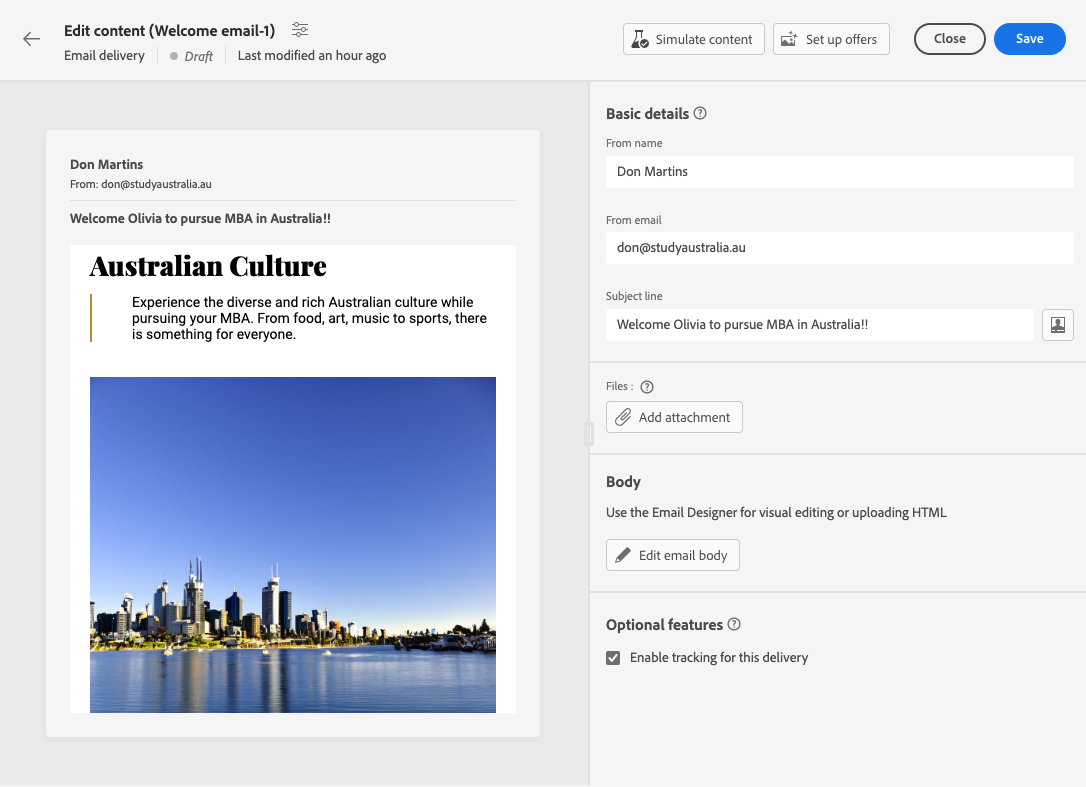 Edit content (Welcome email-1)
Email delivery
Draft
Last modified an hour ago
Simulate content
Set up offers
Close
Save
Don Martins
From: don@studyaustralia.au
Welcome Olivia to pursue MBA in Australia!!
Australian Culture
Experience the diverse and rich Australian culture while
pursuing your MBA. From food, art, music to sports, there
is something for everyone.
Basic details
From name
Don Martins
From email
don@studyaustralia.au
Subject line
Welcome Olivia to pursue MBA in Australia!!
Files :
Add attachment
Body
Use the Email Designer for visual editing or uploading HTML
Edit email body
Optional features
Enable tracking for this delivery